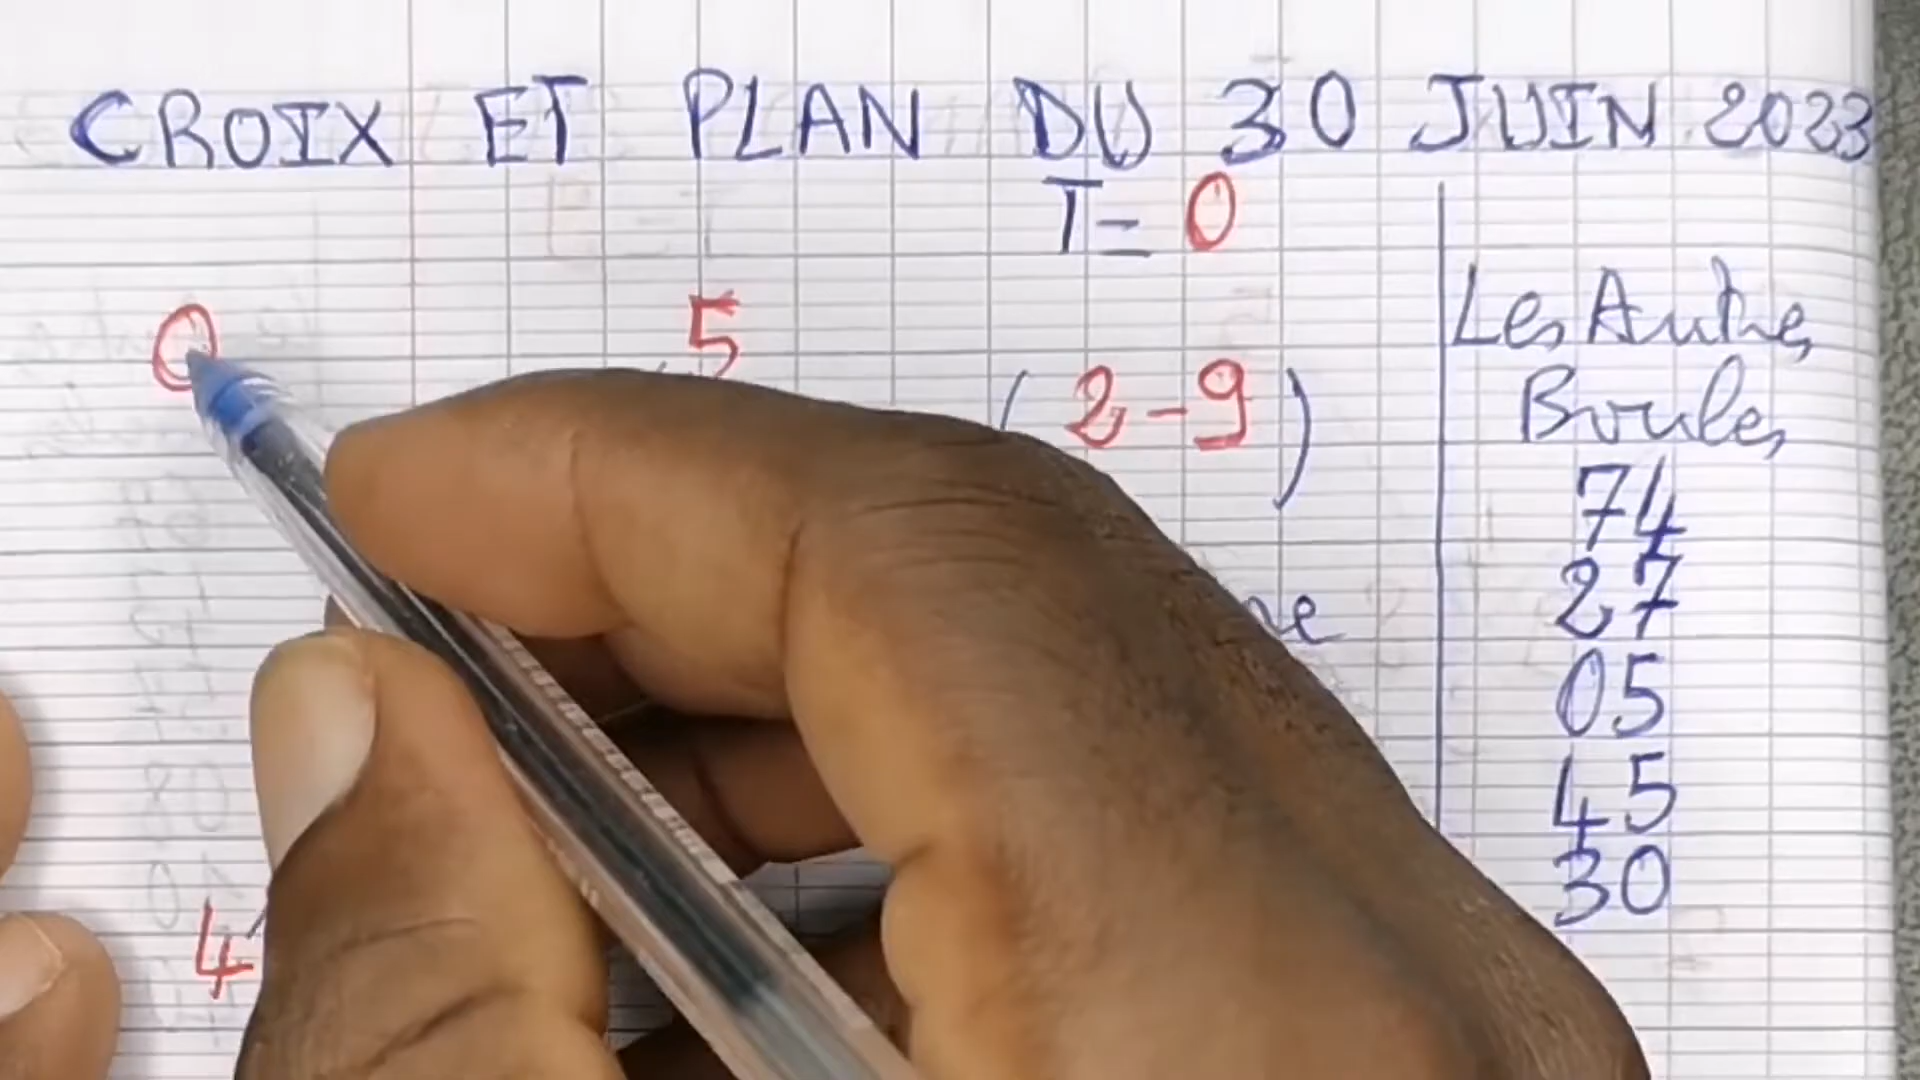 CROIX ET PLAN DU 30 JUIN 2023
T= 0
0
5
(2-9)
4
Les Autres
Boules
74
27
05
45
30